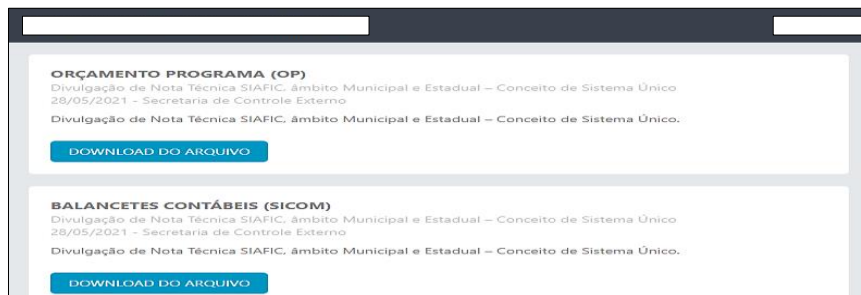 ORÇAMENTO PROGRAMA (OP)
Divulgação de Nota Técnica SIAFIC, âmbito Municipal e Estadual – Conceito de Sistema Único
28/05/2021 - Secretaria de Controle Externo
Divulgação de Nota Técnica SIAFIC, âmbito Municipal e Estadual – Conceito de Sistema Único.
DOWNLOAD DO ARQUIVO
BALANCETES CONTÁBEIS (SICOM)
Divulgação de Nota Técnica SIAFIC, âmbito Municipal e Estadual – Conceito de Sistema Único
28/05/2021 - Secretaria de Controle Externo
Divulgação de Nota Técnica SIAFIC, âmbito Municipal e Estadual – Conceito de Sistema Único.
DOWNLOAD DO ARQUIVO